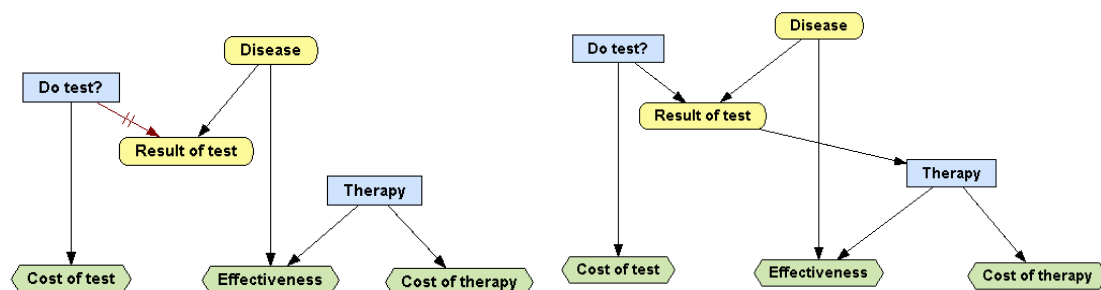 Disease
Do test?
Result of test
Therapy
Cost of test
Effectiveness
Cost of therapy
Disease
Do test?
Result of test
Therapy
Cost of test
Effectiveness
Cost of therapy